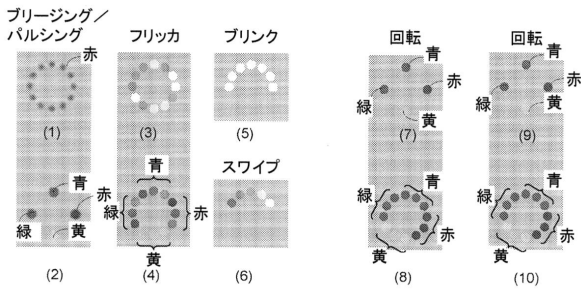 ブリージング／
パルシング
フリッカ
ブリンク
回転
回転
赤
(1)
(3)
(5)
青
赤
緑
黄
(7)
青
赤
緑
黄
(9)
青
赤
緑
黄
(2)
青
緑
赤
黄
(4)
スワイプ
(6)
緑
青
赤
黄
(8)
緑
青
赤
黄
(10)